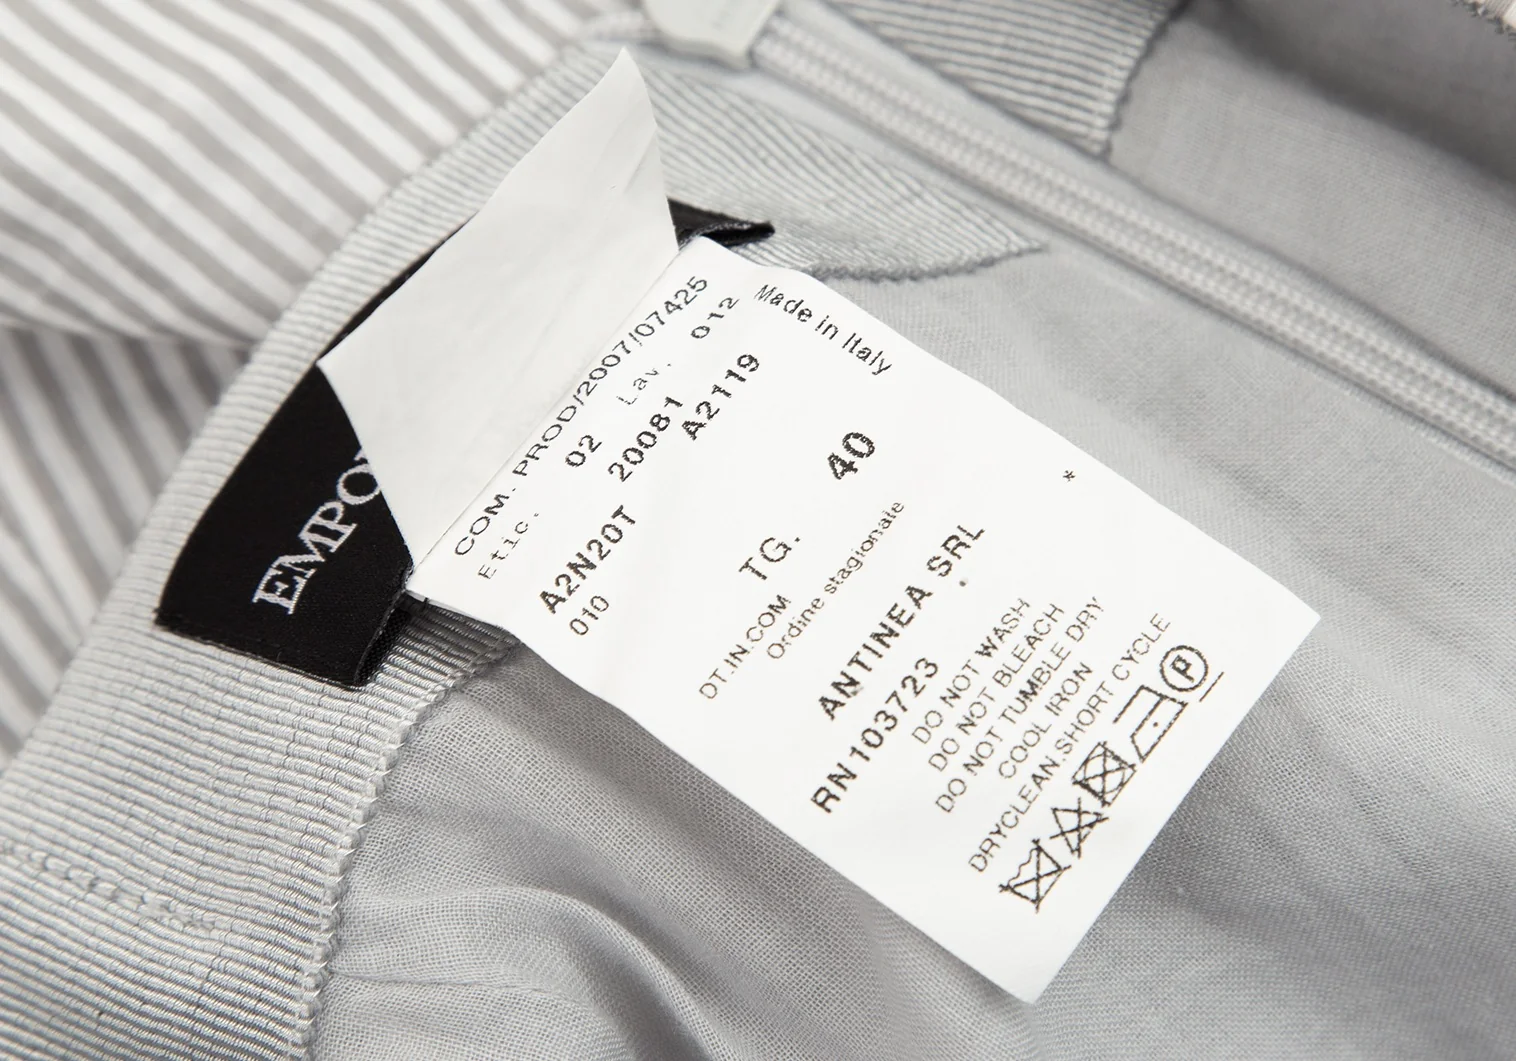 EMPO
COM. PROD/2007/07425
Etic. 02 Lav. 012
A2N20T 20081 A2119
010
Made in Italy
TG. 40
DT.IN.COM
Ordine stagionale
*
ANTINEA SRL
RN103723
DO NOT WASH
DO NOT BLEACH
DO NOT TUMBLE DRY
COOL IRON
DRYCLEAN.SHORT CYCLE
P